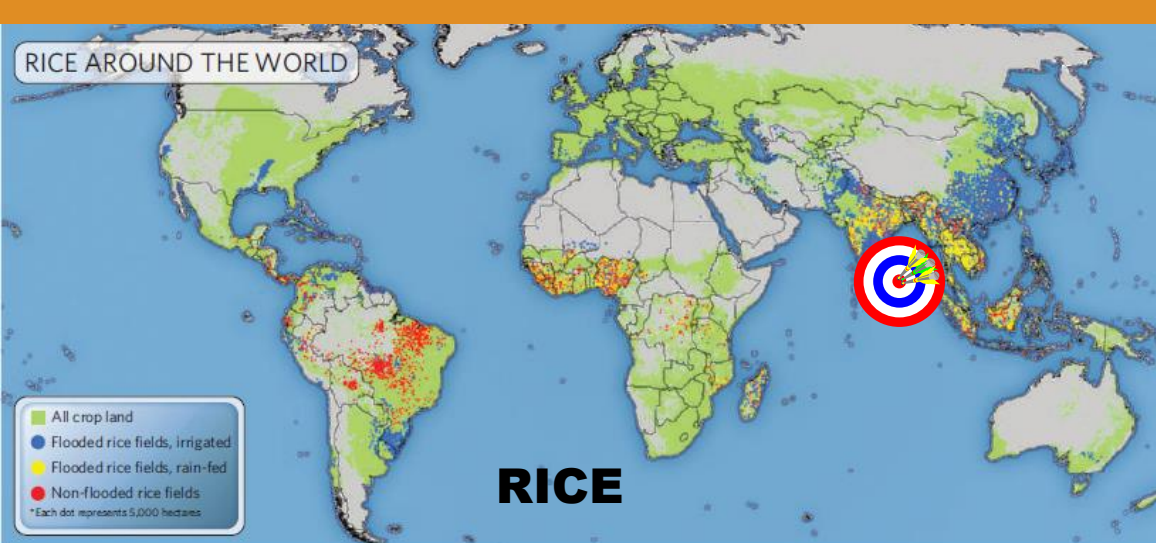 RICE AROUND THE WORLD
All crop land
Flooded rice fields, irrigated
Flooded rice fields, rain-fed
Non-flooded rice fields
*Each dot represents 5,000 hectares
RICE